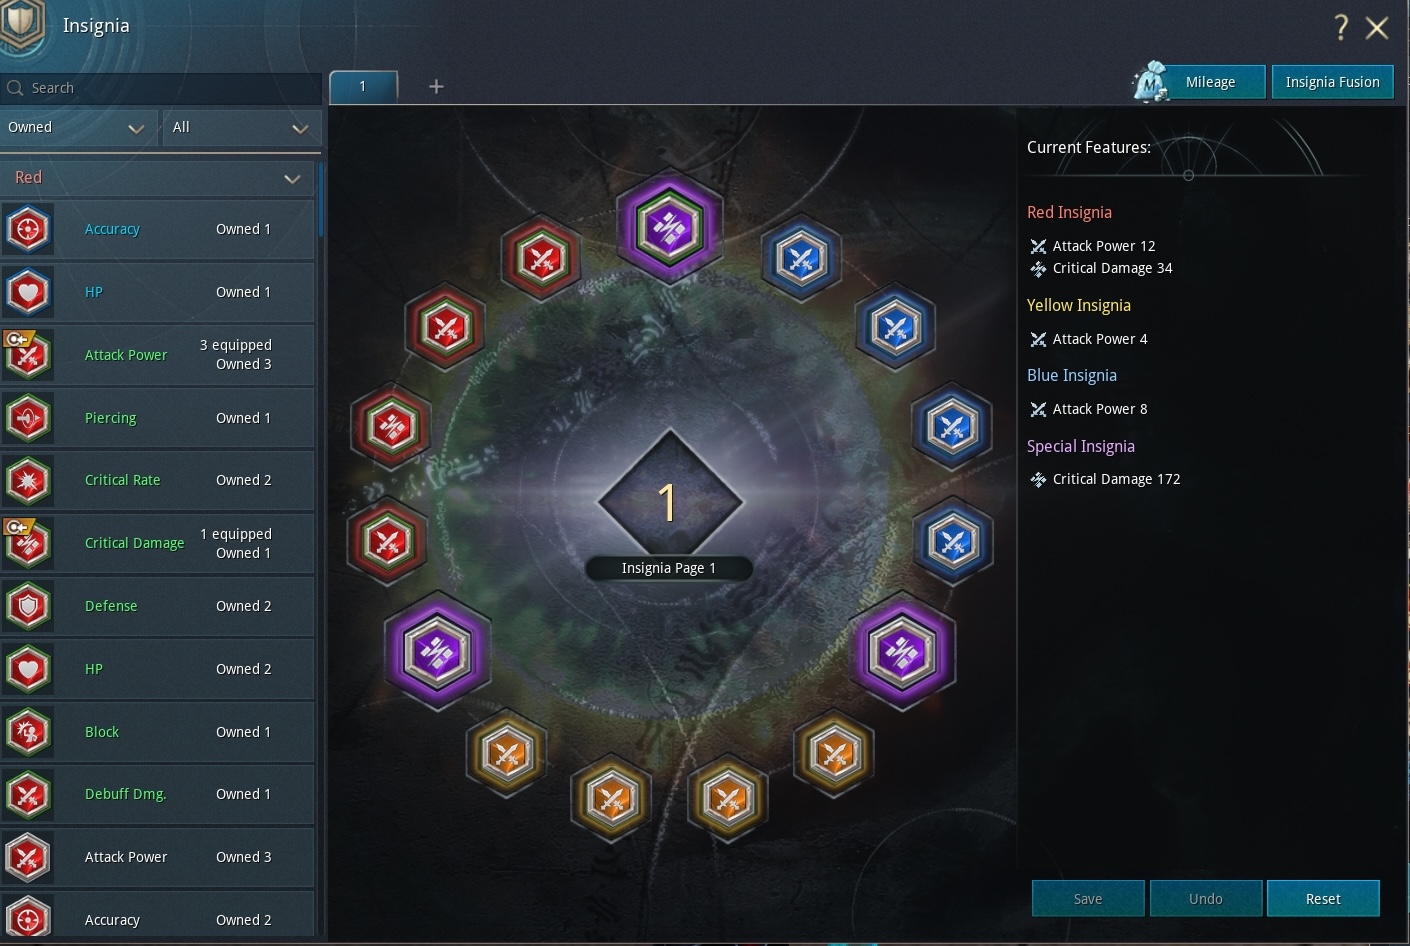 Insignia
?
Search
1
+
M
Mileage
Insignia Fusion
Owned
All
Red
Accuracy
Owned 1
HP
Owned 1
Attack Power
3 equipped
Owned 3
Piercing
Owned 1
Critical Rate
Owned 2
Critical Damage
1 equipped
Owned 1
Defense
Owned 2
HP
Owned 2
Block
Owned 1
Debuff Dmg.
Owned 1
Attack Power
Owned 3
Accuracy
Owned 2
1
Insignia Page 1
Current Features:
Red Insignia
Attack Power 12
Critical Damage 34
Yellow Insignia
Attack Power 4
Blue Insignia
Attack Power 8
Special Insignia
Critical Damage 172
Save
Undo
Reset